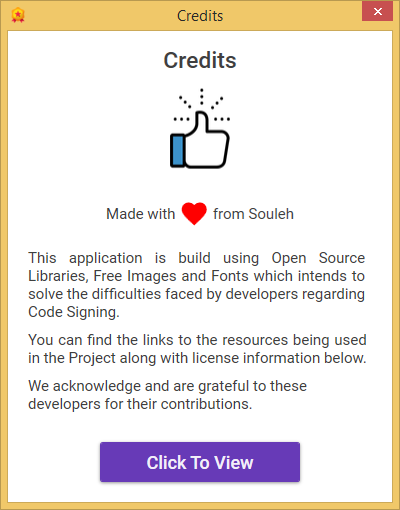 Credits
Credits
Made with from Souleh
This application is build using Open Source
Libraries, Free Images and Fonts which intends to
solve the difficulties faced by developers regarding
Code Signing.
You can find the links to the resources being used
in the Project along with license information below.
We acknowledge and are grateful to these
developers for their contributions.
Click To View